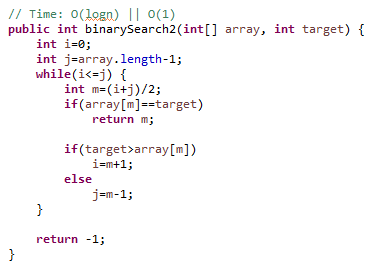 // Time: O(logn) || O(1)
public int binarySearch2(int[] array, int target) {
    int i=0;
    int j=array.length-1;
    while(i<=j) {
        int m=(i+j)/2;
        if(array[m]==target)
            return m;

        if(target>array[m])
            i=m+1;
        else
            j=m-1;
    }

    return -1;
}